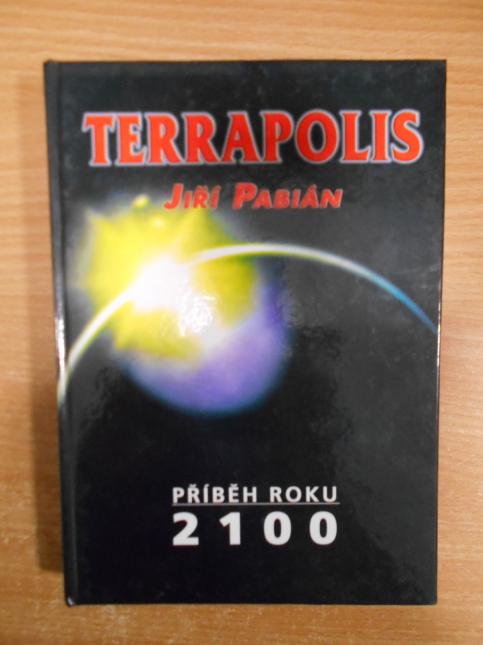 TERRAPOLIS
JIŘÍ PABIÁN
PŘÍBĚH ROKU
2100